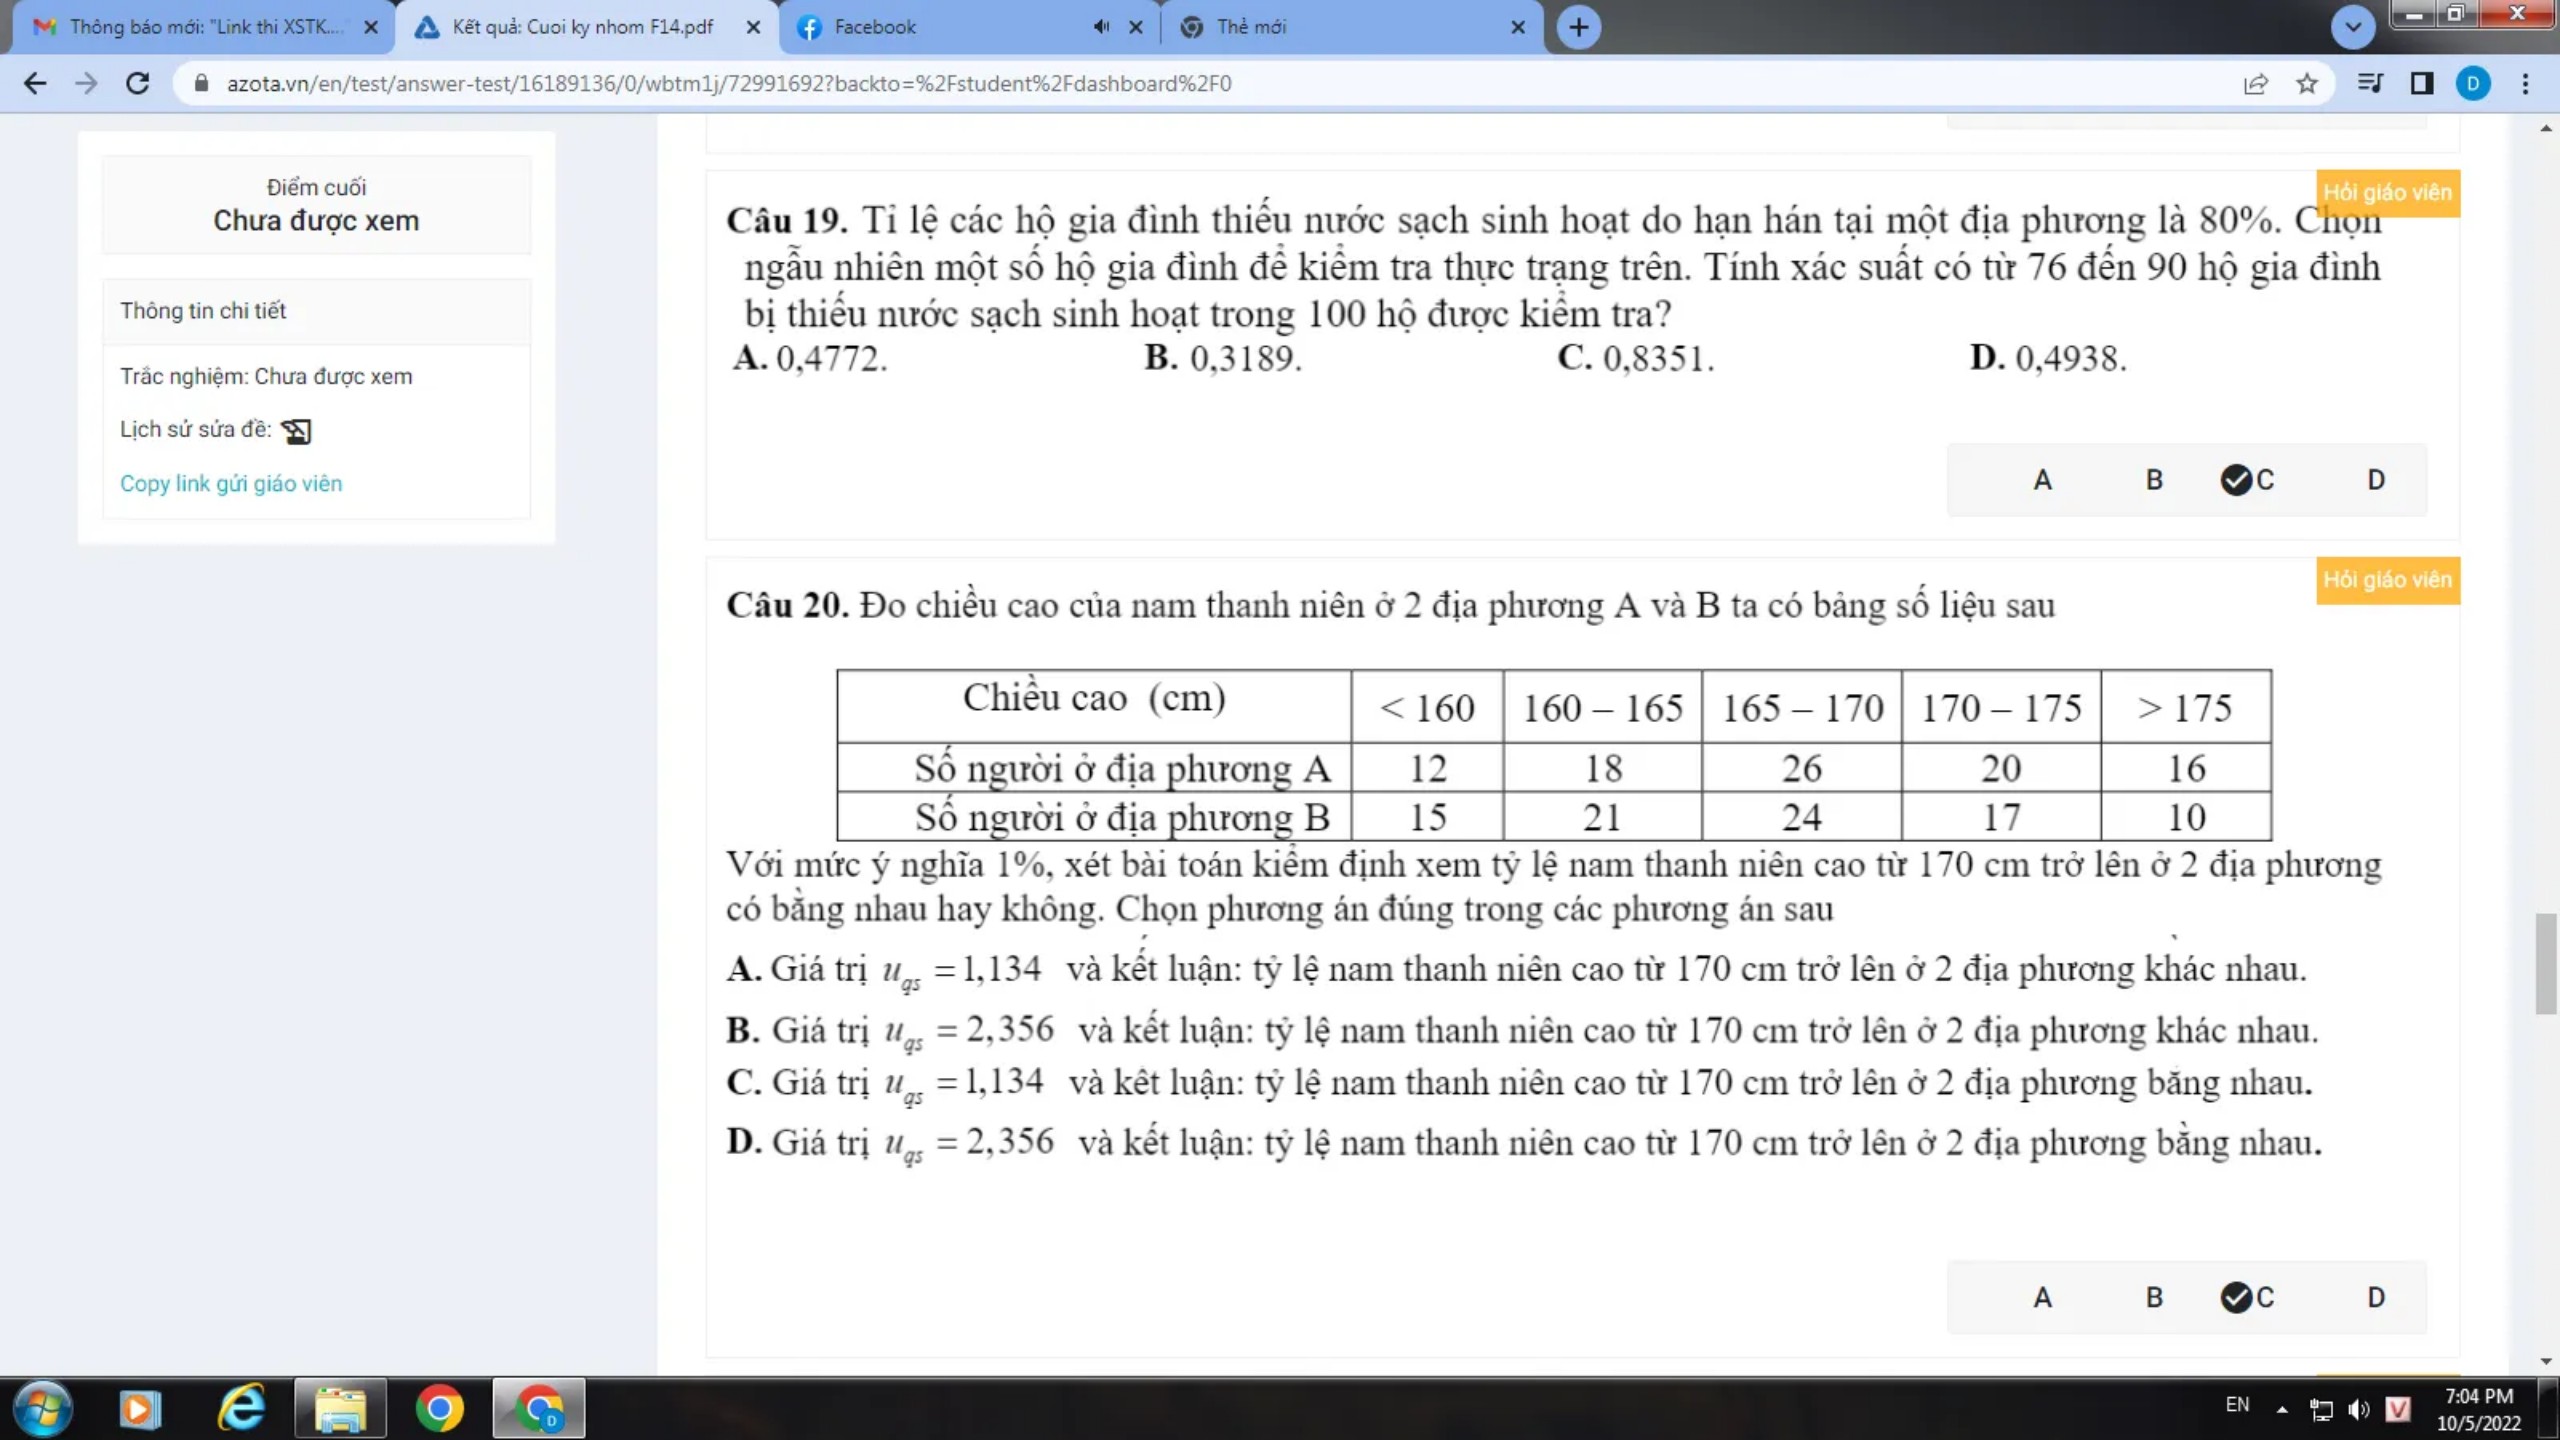 Thông báo mới: "Link thi XSTK...
Kết quả: Cuoi ky nhom F14.pdf
Facebook
Thẻ mới
azota.vn/en/test/answer-test/16189136/0/wbtm1j/72991692?backto=%2Fstudent%2Fdashboard%2F0
D
Điểm cuối
Chưa được xem
Thông tin chi tiết
Trắc nghiệm: Chưa được xem
Lịch sử sửa đề:
Copy link gửi giáo viên
Hỏi giáo viên
Câu 19. Tỉ lệ các hộ gia đình thiếu nước sạch sinh hoạt do hạn hán tại một địa phương là 80%. Chọn
ngẫu nhiên một số hộ gia đình để kiểm tra thực trạng trên. Tính xác suất có từ 76 đến 90 hộ gia đình
bị thiếu nước sạch sinh hoạt trong 100 hộ được kiểm tra?
A. 0,4772. B. 0,3189. C. 0,8351. D. 0,4938.
A B C D
Hỏi giáo viên
Câu 20. Đo chiều cao của nam thanh niên ở 2 địa phương A và B ta có bảng số liệu sau
Chiều cao (cm) < 160 160 – 165 165 – 170 170 – 175 > 175
Số người ở địa phương A 12 18 26 20 16
Số người ở địa phương B 15 21 24 17 10
Với mức ý nghĩa 1%, xét bài toán kiểm định xem tỷ lệ nam thanh niên cao từ 170 cm trở lên ở 2 địa phương
có bằng nhau hay không. Chọn phương án đúng trong các phương án sau
A. Giá trị u_qs = 1,134 và kết luận: tỷ lệ nam thanh niên cao từ 170 cm trở lên ở 2 địa phương khác nhau.
B. Giá trị u_qs = 2,356 và kết luận: tỷ lệ nam thanh niên cao từ 170 cm trở lên ở 2 địa phương khác nhau.
C. Giá trị u_qs = 1,134 và kết luận: tỷ lệ nam thanh niên cao từ 170 cm trở lên ở 2 địa phương bằng nhau.
D. Giá trị u_qs = 2,356 và kết luận: tỷ lệ nam thanh niên cao từ 170 cm trở lên ở 2 địa phương bằng nhau.
A B C D
D
EN
V
7:04 PM
10/5/2022